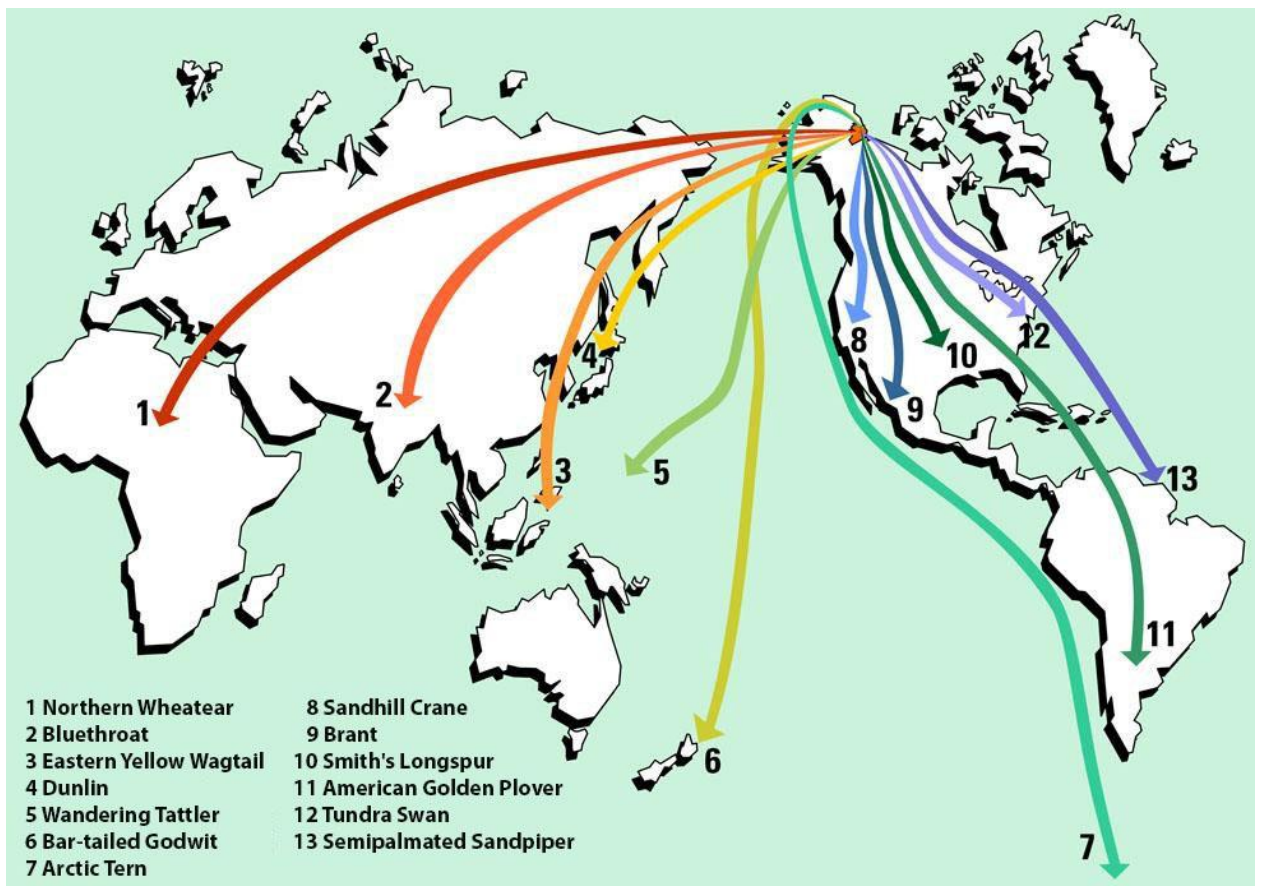 1
2
3
4
5
6
7
8
9
10
11
12
13
1 Northern Wheatear
2 Bluethroat
3 Eastern Yellow Wagtail
4 Dunlin
5 Wandering Tattler
6 Bar-tailed Godwit
7 Arctic Tern
8 Sandhill Crane
9 Brant
10 Smith's Longspur
11 American Golden Plover
12 Tundra Swan
13 Semipalmated Sandpiper